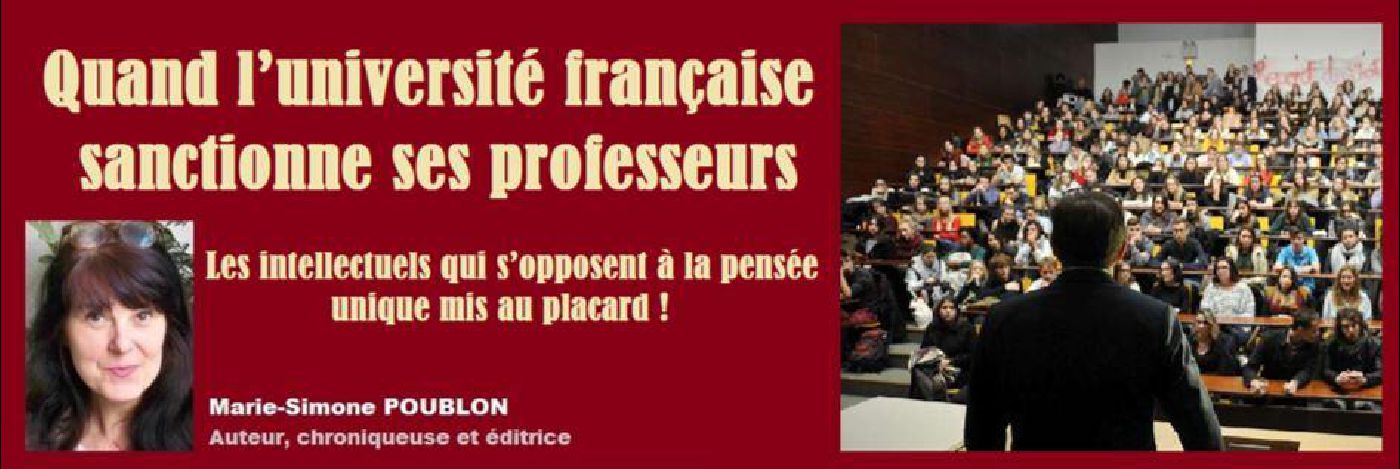 Quand l’université française
sanctionne ses professeurs
Les intellectuels qui s’opposent à la pensée
unique mis au placard !
Marie-Simone POUBLON
Auteur, chroniqueuse et éditrice